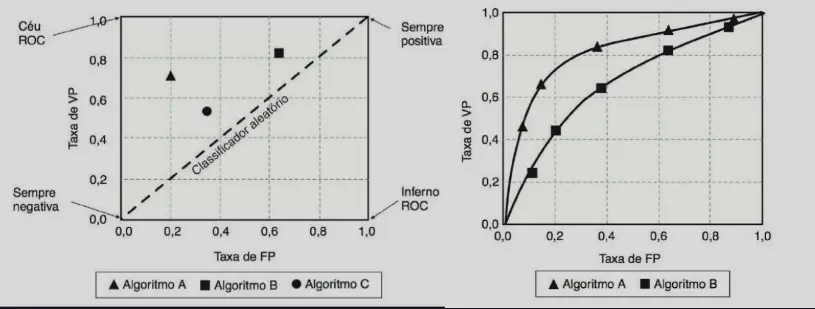 Céu
ROC
Sempre
positiva
Taxa de VP
1,0
0,8
0,6
0,4
0,2
0,0
Classificador aleatório
Sempre
negativa
Inferno
ROC
0,0 0,2 0,4 0,6 0,8 1,0
Taxa de FP
Algoritmo A Algoritmo B Algoritmo C
Taxa de VP
1,0
0,8
0,6
0,4
0,2
0,0
0,0 0,2 0,4 0,6 0,8 1,0
Taxa de FP
Algoritmo A Algoritmo B